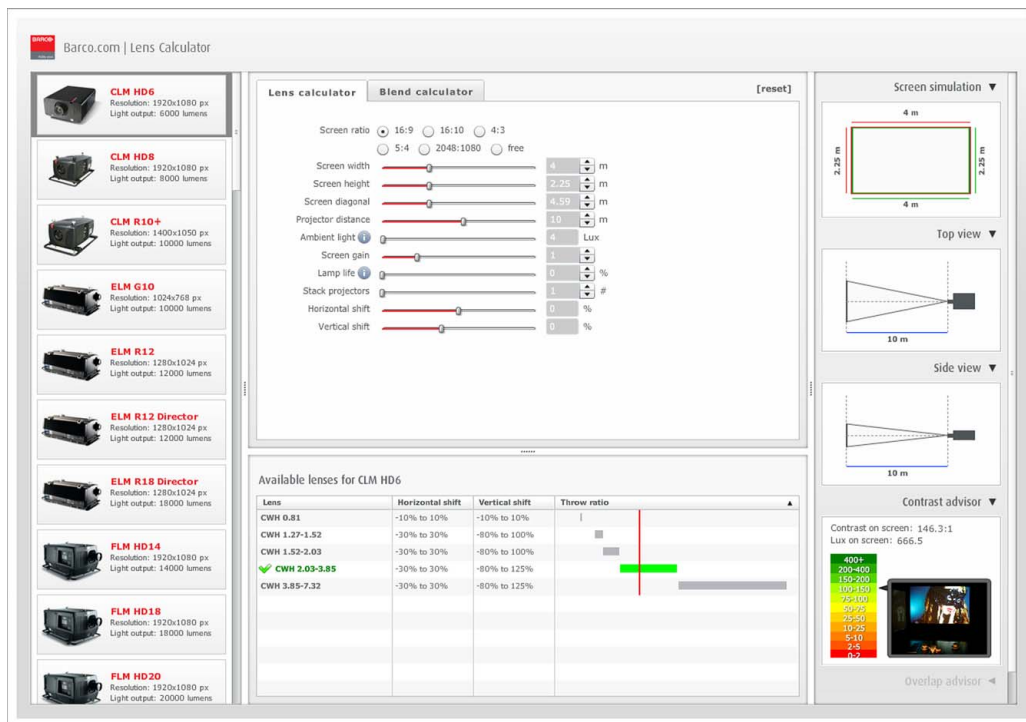 BARCO
Barco.com | Lens Calculator
CLM HD6
Resolution: 1920x1080 px
Light output: 6000 lumens
CLM HD8
Resolution: 1920x1080 px
Light output: 8000 lumens
CLM R10+
Resolution: 1400x1050 px
Light output: 10000 lumens
ELM G10
Resolution: 1024x768 px
Light output: 10000 lumens
ELM R12
Resolution: 1280x1024 px
Light output: 12000 lumens
ELM R12 Director
Resolution: 1280x1024 px
Light output: 12000 lumens
ELM R18 Director
Resolution: 1280x1024 px
Light output: 18000 lumens
FLM HD14
Resolution: 1920x1080 px
Light output: 14000 lumens
FLM HD18
Resolution: 1920x1080 px
Light output: 18000 lumens
FLM HD20
Resolution: 1920x1080 px
Light output: 20000 lumens
Lens calculator Blend calculator [reset]
Screen ratio 16:9 16:10 4:3
5:4 2048:1080 free
Screen width 4 m
Screen height 2.25 m
Screen diagonal 4.59 m
Projector distance 10 m
Ambient light i 4 Lux
Screen gain 1
Lamp life i 0 %
Stack projectors 1 #
Horizontal shift 0 %
Vertical shift 0 %
Available lenses for CLM HD6
Lens Horizontal shift Vertical shift Throw ratio
CWH 0.81 -10% to 10% -10% to 10%
CWH 1.27-1.52 -30% to 30% -80% to 100%
CWH 1.52-2.03 -30% to 30% -80% to 100%
CWH 2.03-3.85 -30% to 30% -80% to 125%
CWH 3.85-7.32 -30% to 30% -80% to 125%
Screen simulation
4 m
2.25 m
2.25 m
4 m
Top view
10 m
Side view
10 m
Contrast advisor
Contrast on screen: 146.3:1
Lux on screen: 666.5
400+
200-400
150-200
100-150
75-100
50-75
25-50
10-25
5-10
2-5
0-2
Overlap advisor